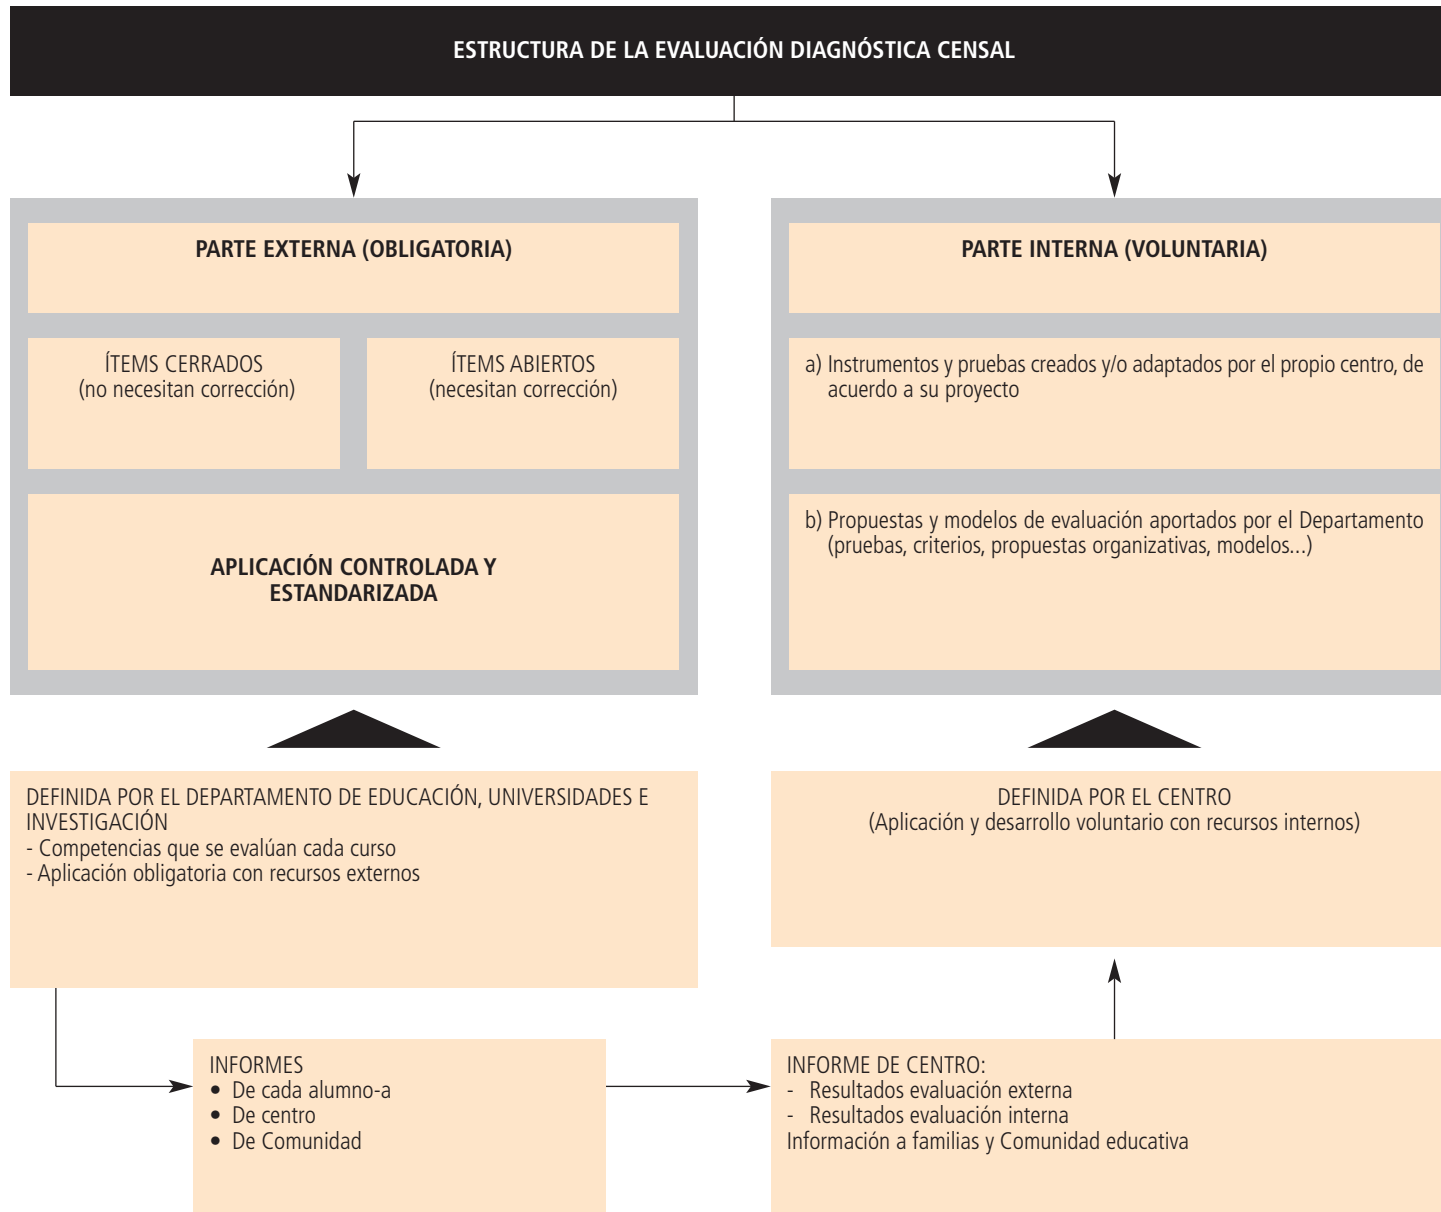 ESTRUCTURA DE LA EVALUACIÓN DIAGNÓSTICA CENSAL
PARTE EXTERNA (OBLIGATORIA)
ÍTEMS CERRADOS
(no necesitan corrección)
ÍTEMS ABIERTOS
(necesitan corrección)
APLICACIÓN CONTROLADA Y
ESTANDARIZADA
PARTE INTERNA (VOLUNTARIA)
a) Instrumentos y pruebas creados y/o adaptados por el propio centro, de
acuerdo a su proyecto
b) Propuestas y modelos de evaluación aportados por el Departamento
(pruebas, criterios, propuestas organizativas, modelos...)
DEFINIDA POR EL DEPARTAMENTO DE EDUCACIÓN, UNIVERSIDADES E
INVESTIGACIÓN
- Competencias que se evalúan cada curso
- Aplicación obligatoria con recursos externos
DEFINIDA POR EL CENTRO
(Aplicación y desarrollo voluntario con recursos internos)
INFORMES
• De cada alumno-a
• De centro
• De Comunidad
INFORME DE CENTRO:
- Resultados evaluación externa
- Resultados evaluación interna
Información a familias y Comunidad educativa